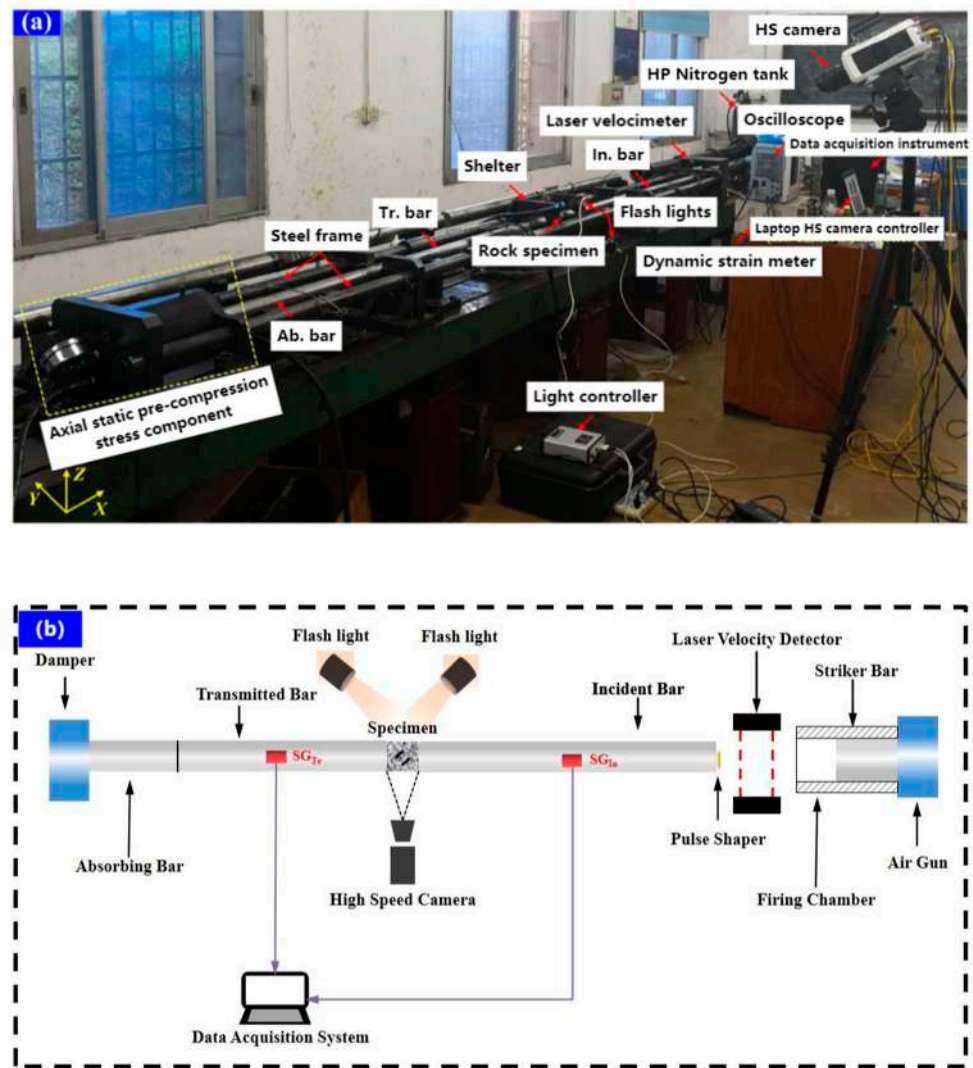 (a)
HS camera
HP Nitrogen tank
Oscilloscope
Laser velocimeter
Data acquisition instrument
In. bar
Shelter
Tr. bar
Flash lights
Steel frame
Laptop HS camera controller
Rock specimen
Dynamic strain meter
Ab. bar
Axial static pre-compression
stress component
Light controller
Z
Y
X
(b)
Flash light
Flash light
Laser Velocity Detector
Damper
Striker Bar
Transmitted Bar
Incident Bar
Specimen
SGTr
SGIn
Pulse Shaper
Absorbing Bar
Air Gun
High Speed Camera
Firing Chamber
Data Acquisition System